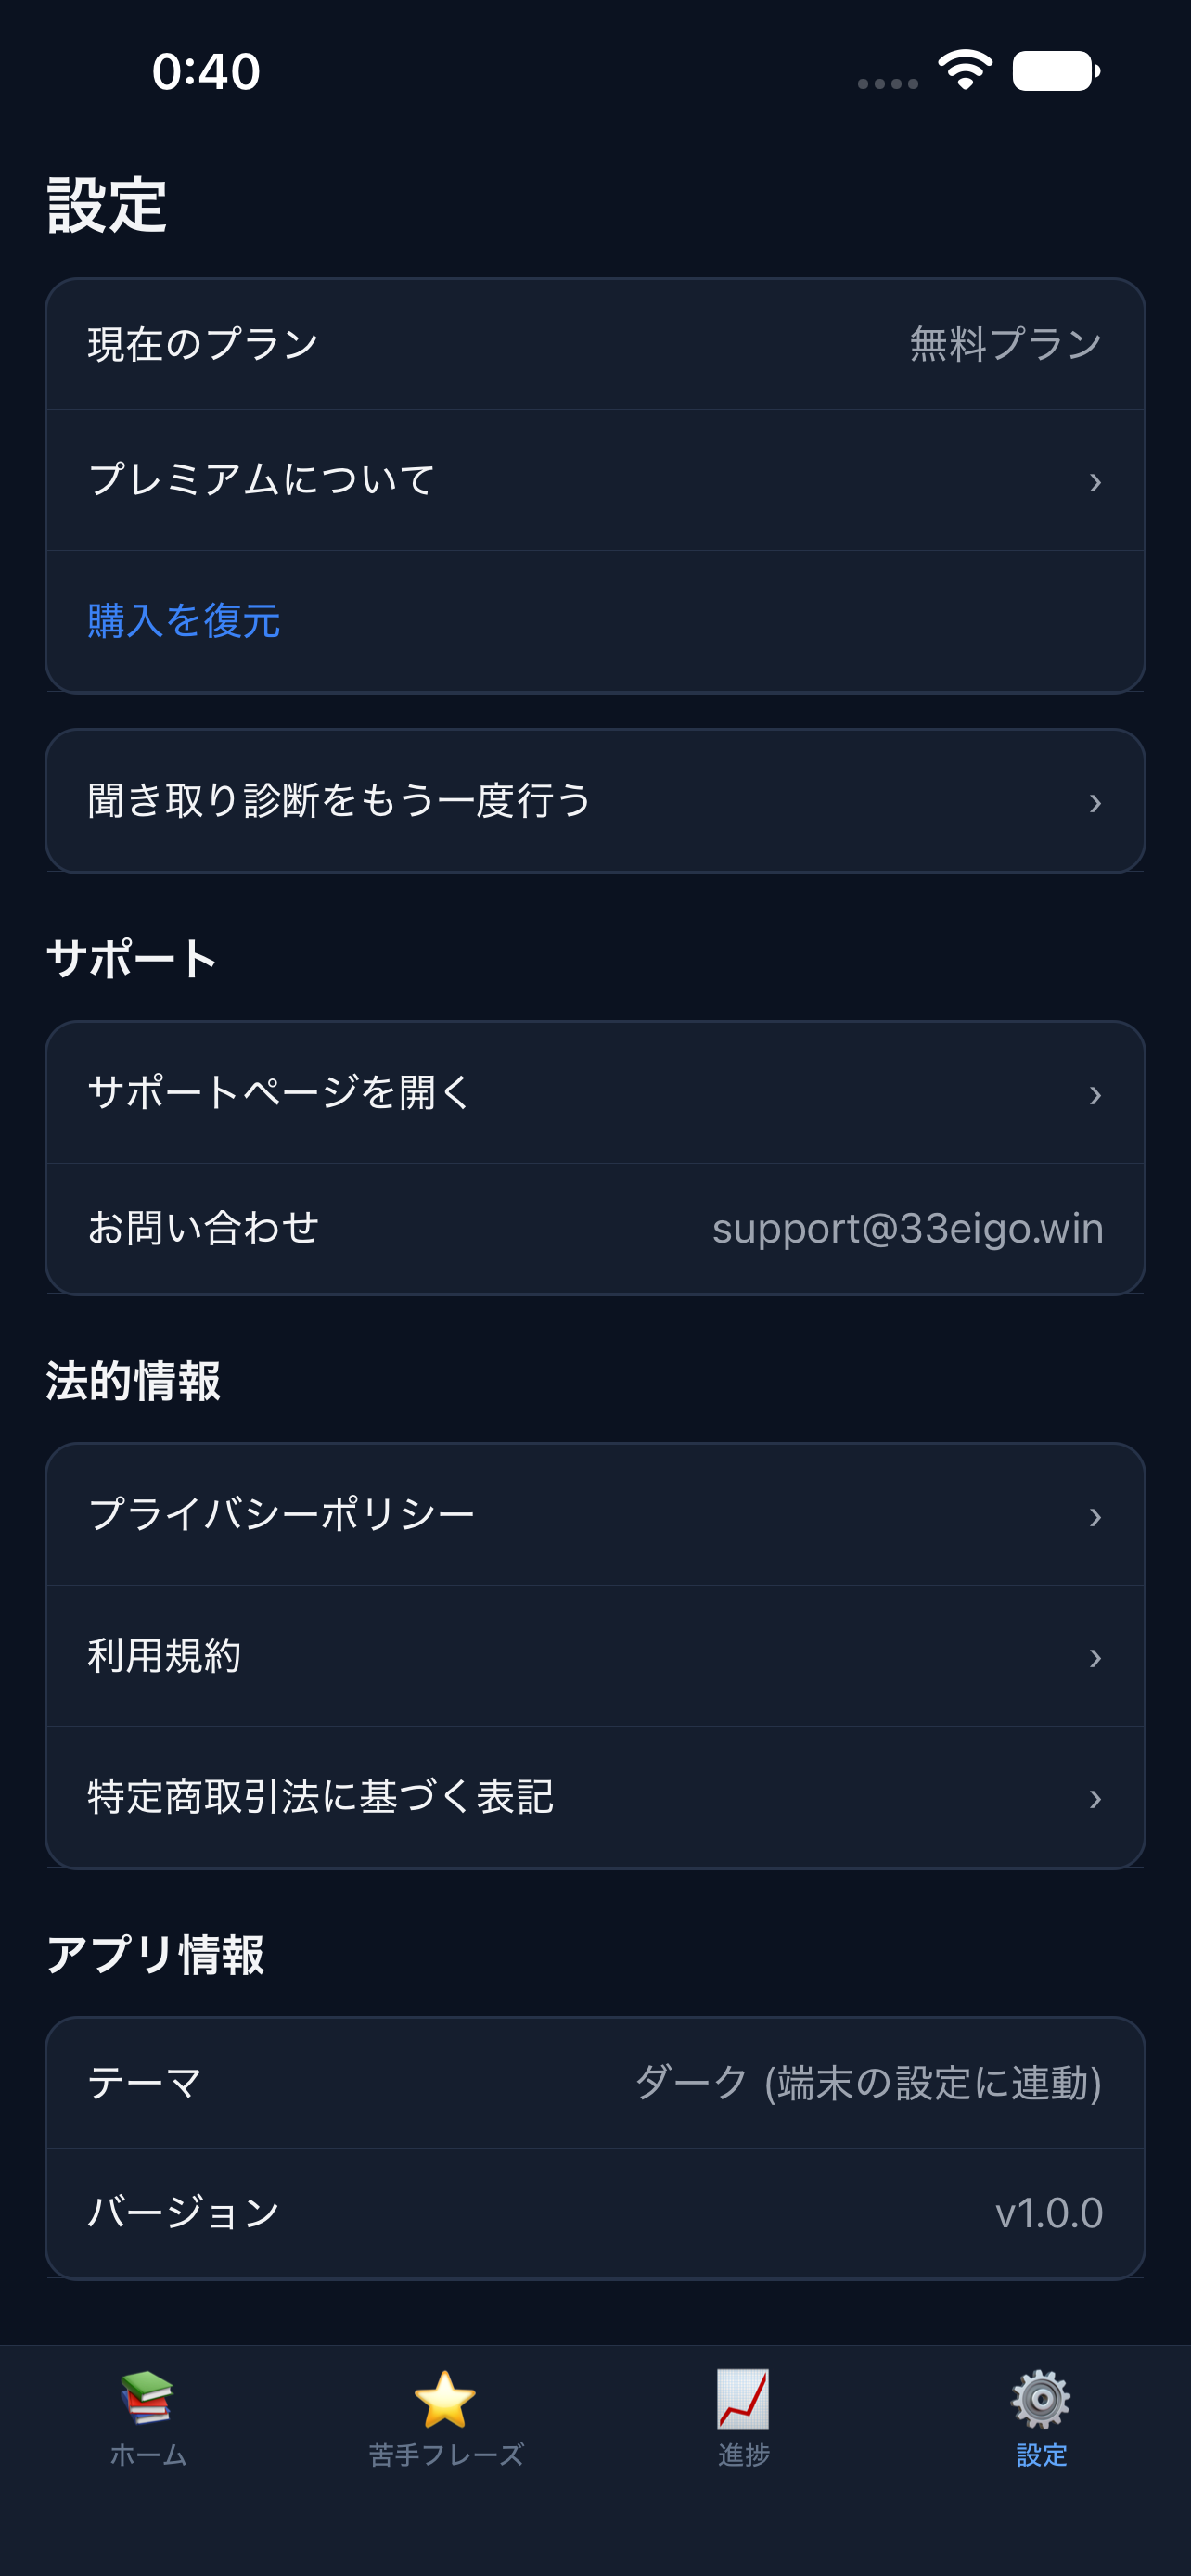 0:40
設定
現在のプラン 無料プラン
プレミアムについて ›
購入を復元
聞き取り診断をもう一度行う ›
サポート
サポートページを開く ›
お問い合わせ support@33eigo.win
法的情報
プライバシーポリシー ›
利用規約 ›
特定商取引法に基づく表記 ›
アプリ情報
テーマ ダーク (端末の設定に連動)
バージョン v1.0.0
ホーム 苦手フレーズ 進捗 設定